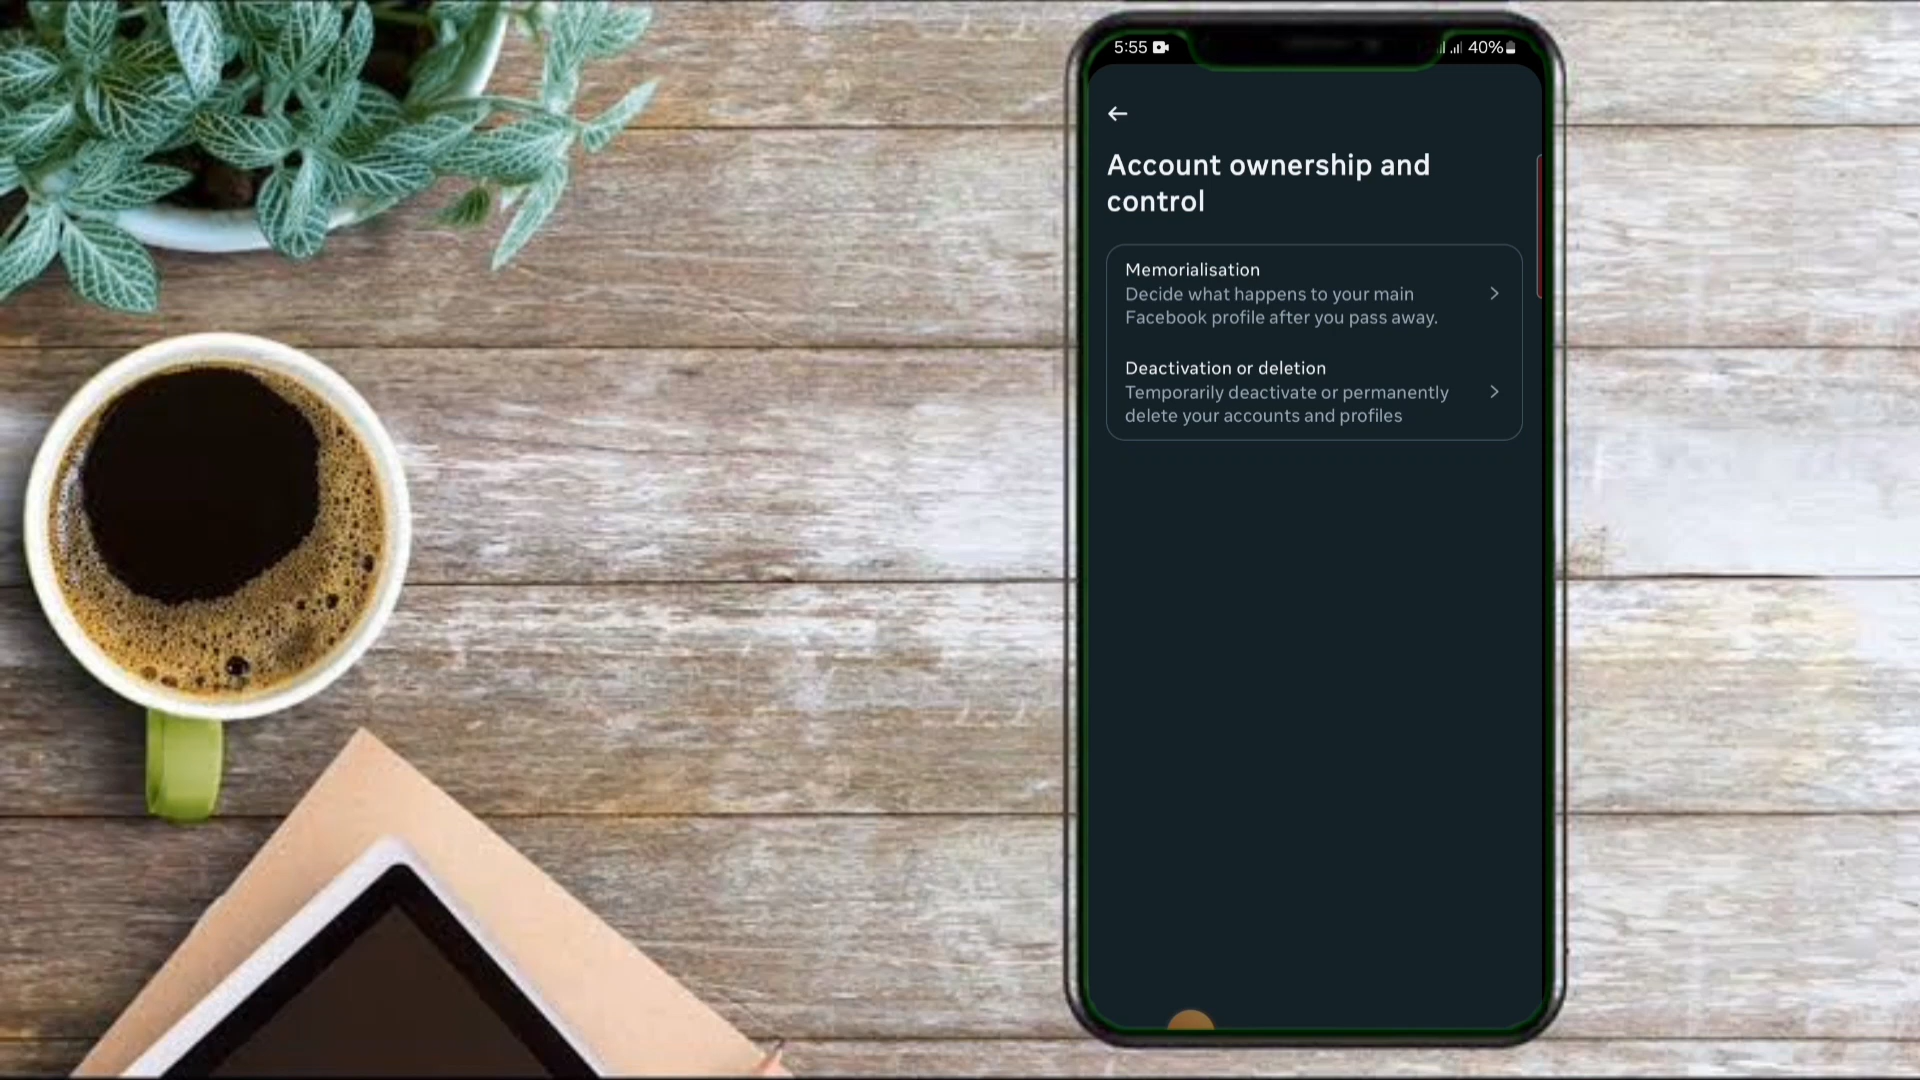 5:55 40%
Account ownership and
control
Memorialisation
Decide what happens to your main
Facebook profile after you pass away.
Deactivation or deletion
Temporarily deactivate or permanently
delete your accounts and profiles